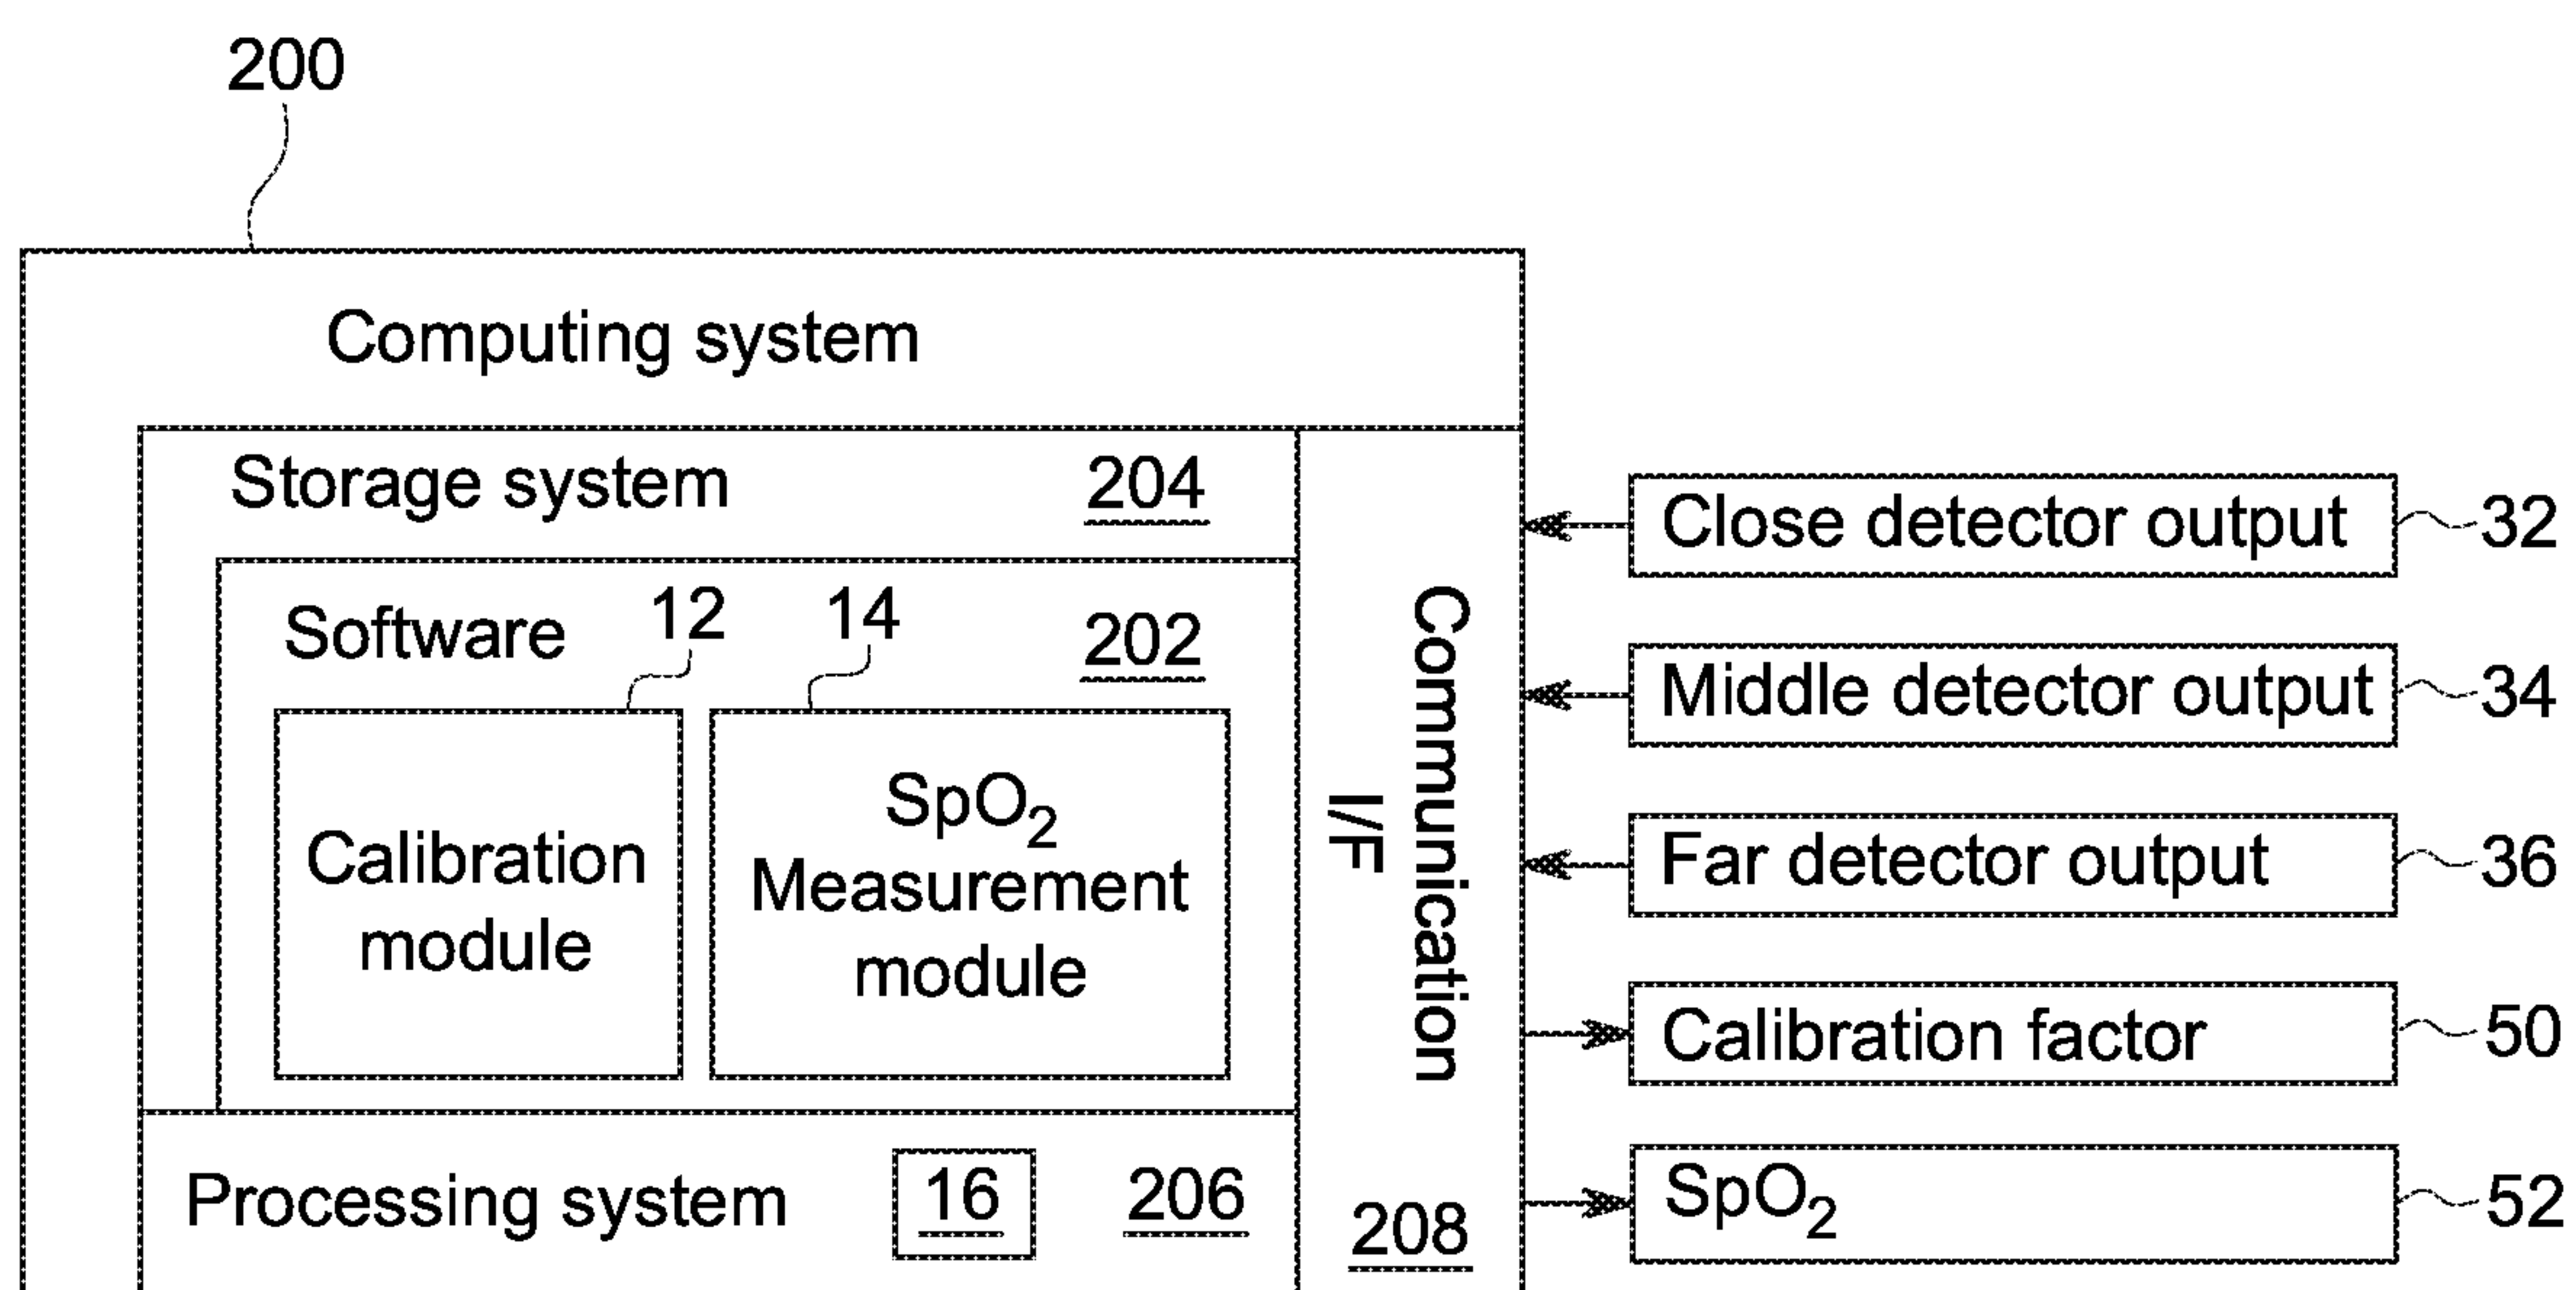 200
Computing system
Storage system 204
Software 12 14 202
Calibration
module
SpO₂
Measurement
module
Processing system 16 206
Communication
I/F
208
Close detector output 32
Middle detector output 34
Far detector output 36
Calibration factor 50
SpO₂ 52